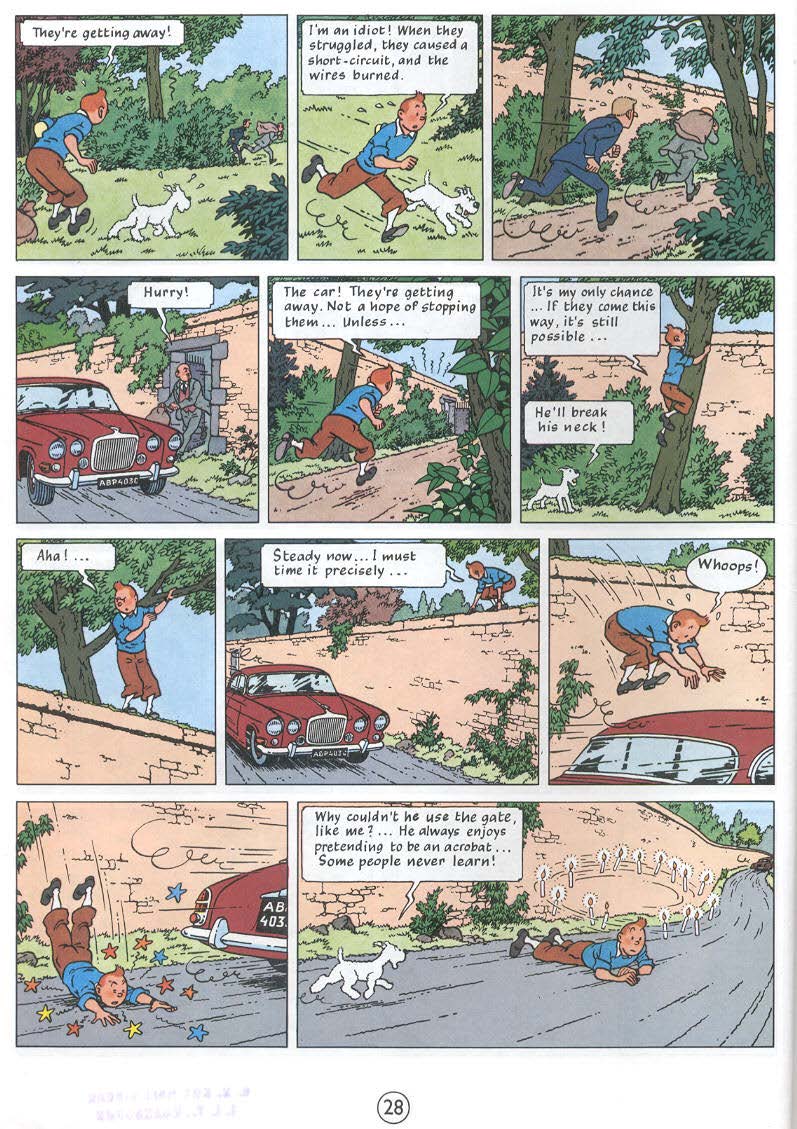 They're getting away!
I'm an idiot! When they
struggled, they caused a
short-circuit, and the
wires burned.
Hurry!
ABP403C
The car! They're getting
away. Not a hope of stopping
them... Unless...
It's my only chance
... If they come this
way, it's still
possible ...
He'll break
his neck!
Aha! ...
Steady now... I must
time it precisely ...
ABP403C
Whoops!
AB
403
Why couldn't he use the gate,
like me? ... He always enjoys
pretending to be an acrobat ...
Some people never learn!
28